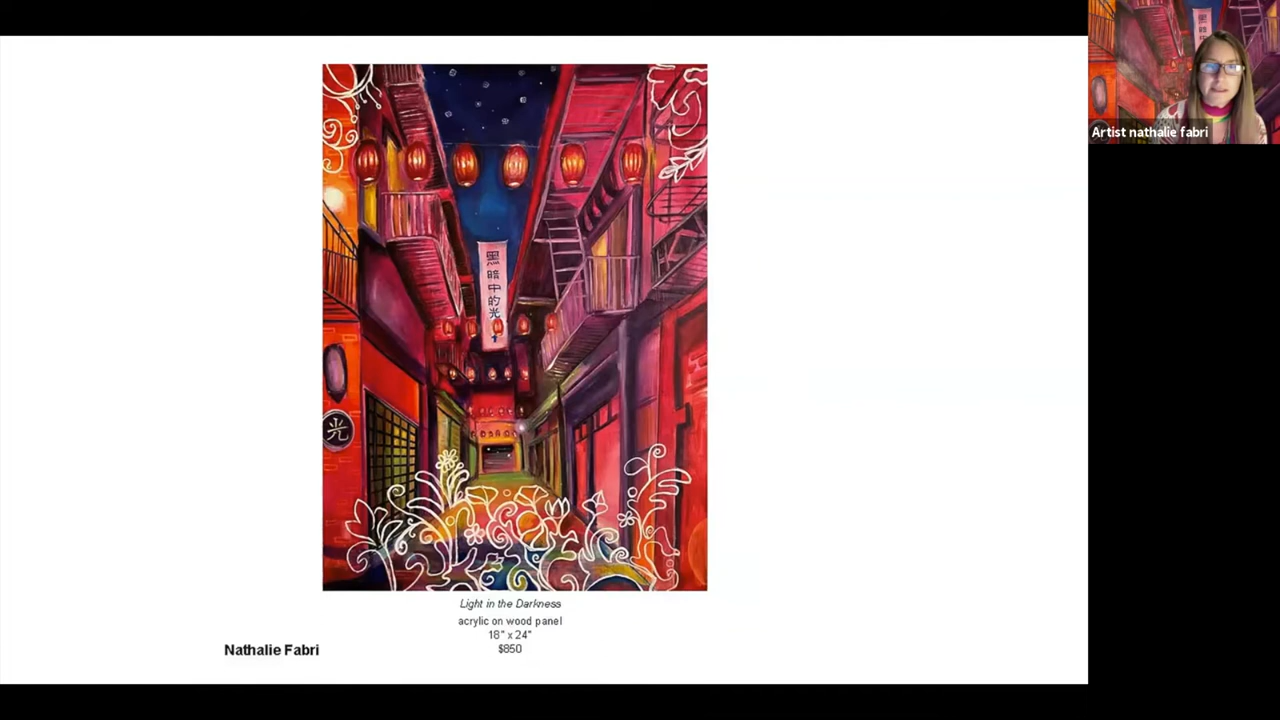 黑暗中的光
光
Light in the Darkness
acrylic on wood panel
18" x 24"
$850
Nathalie Fabri
Artist nathalie fabri